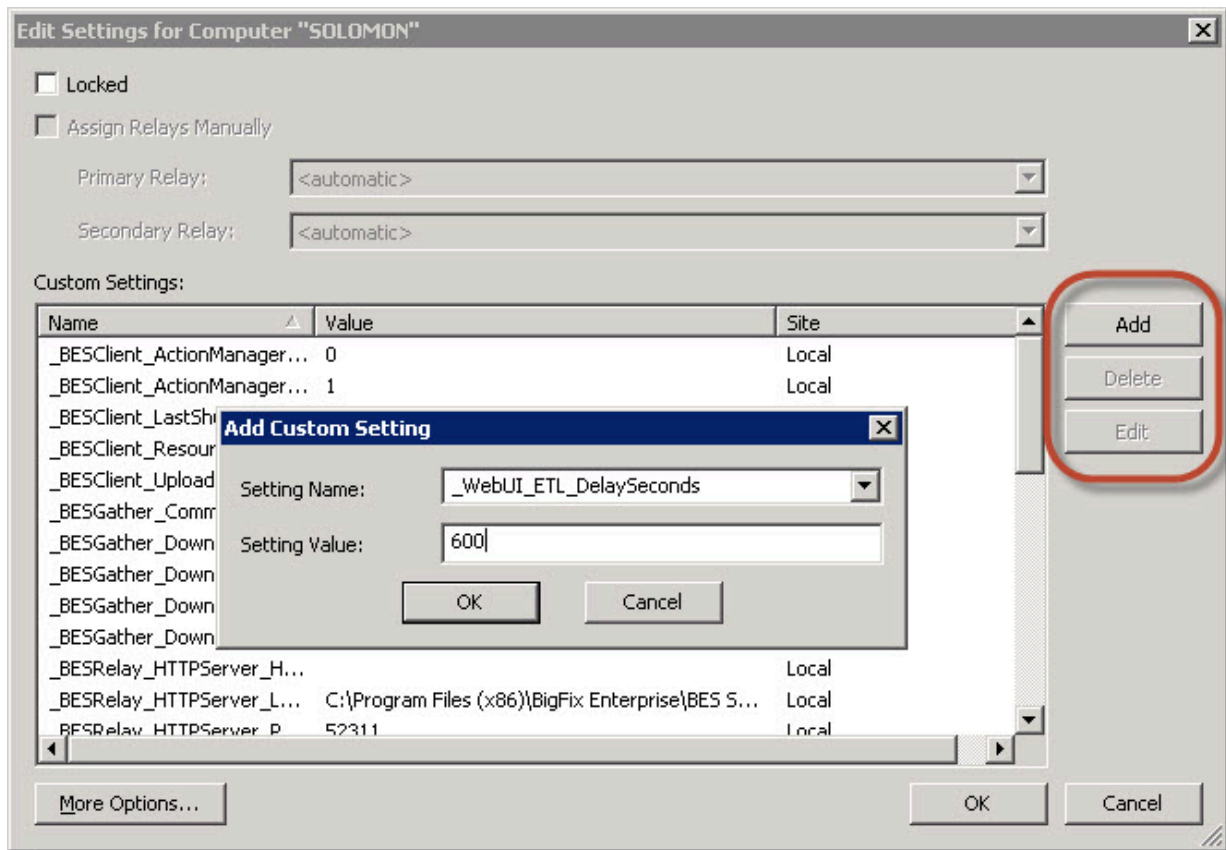 Edit Settings for Computer "SOLOMON"
Locked
Assign Relays Manually
Primary Relay: <automatic>
Secondary Relay: <automatic>
Custom Settings:
Name Value Site
_BESClient_ActionManager... 0 Local
_BESClient_ActionManager... 1 Local
_BESClient_LastSh
_BESClient_Resour
_BESClient_Upload
_BESGather_Comm
_BESGather_Down
_BESGather_Down
_BESGather_Down
_BESGather_Down
_BESRelay_HTTPServer_H... Local
_BESRelay_HTTPServer_L... C:\Program Files (x86)\BigFix Enterprise\BES S... Local
_BESRelay_HTTPServer_P 52311 Local
Add
Delete
Edit
Add Custom Setting
Setting Name: _WebUI_ETL_DelaySeconds
Setting Value: 600
OK Cancel
More Options... OK Cancel